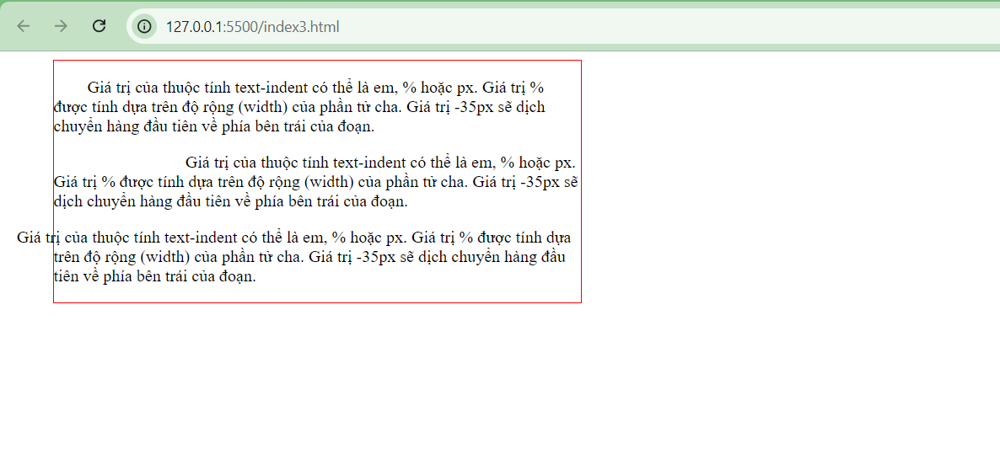 127.0.0.1:5500/index3.html
Giá trị của thuộc tính text-indent có thể là em, % hoặc px. Giá trị %
được tính dựa trên độ rộng (width) của phần tử cha. Giá trị -35px sẽ dịch
chuyển hàng đầu tiên về phía bên trái của đoạn.
Giá trị của thuộc tính text-indent có thể là em, % hoặc px.
Giá trị % được tính dựa trên độ rộng (width) của phần tử cha. Giá trị -35px sẽ
dịch chuyển hàng đầu tiên về phía bên trái của đoạn.
Giá trị của thuộc tính text-indent có thể là em, % hoặc px. Giá trị % được tính dựa
trên độ rộng (width) của phần tử cha. Giá trị -35px sẽ dịch chuyển hàng đầu
tiên về phía bên trái của đoạn.